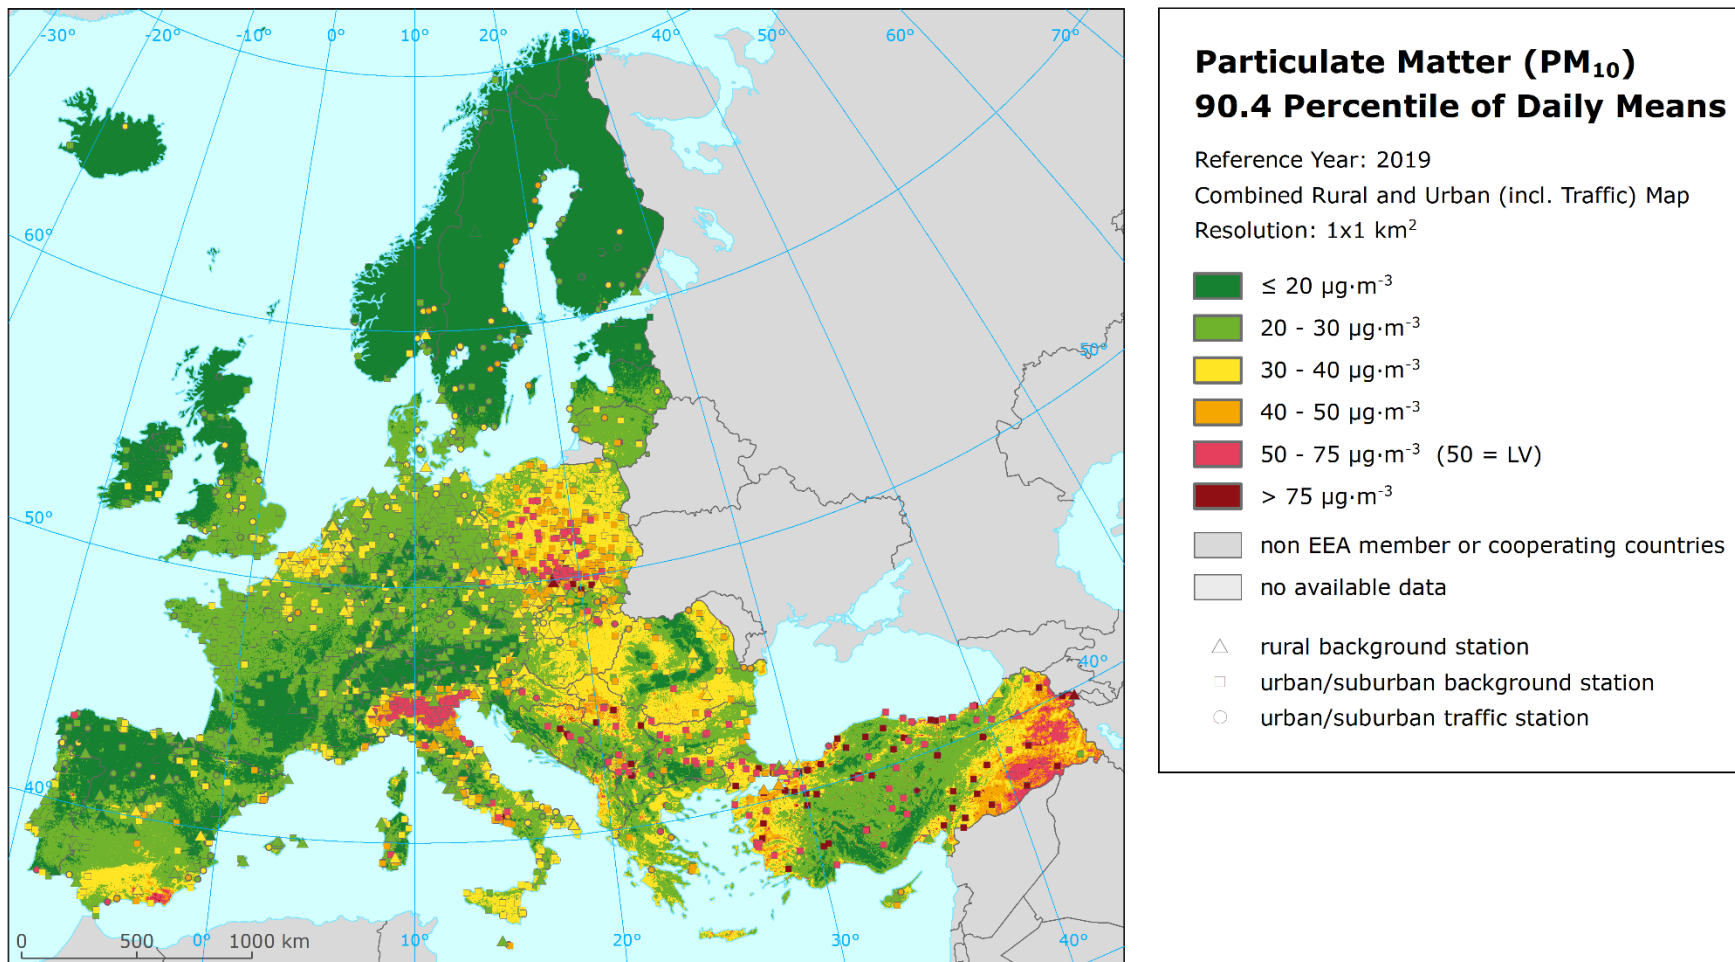 -30°
-20°
-10°
0°
10°
20°
30°
40°
50°
60°
70°
60°
50°
50°
40°
40°
0
500
0°
1000 km
10°
20°
30°
40°
Particulate Matter (PM₁₀)
90.4 Percentile of Daily Means
Reference Year: 2019
Combined Rural and Urban (incl. Traffic) Map
Resolution: 1x1 km²
≤ 20 µg·m⁻³
20 - 30 µg·m⁻³
30 - 40 µg·m⁻³
40 - 50 µg·m⁻³
50 - 75 µg·m⁻³ (50 = LV)
> 75 µg·m⁻³
non EEA member or cooperating countries
no available data
rural background station
urban/suburban background station
urban/suburban traffic station